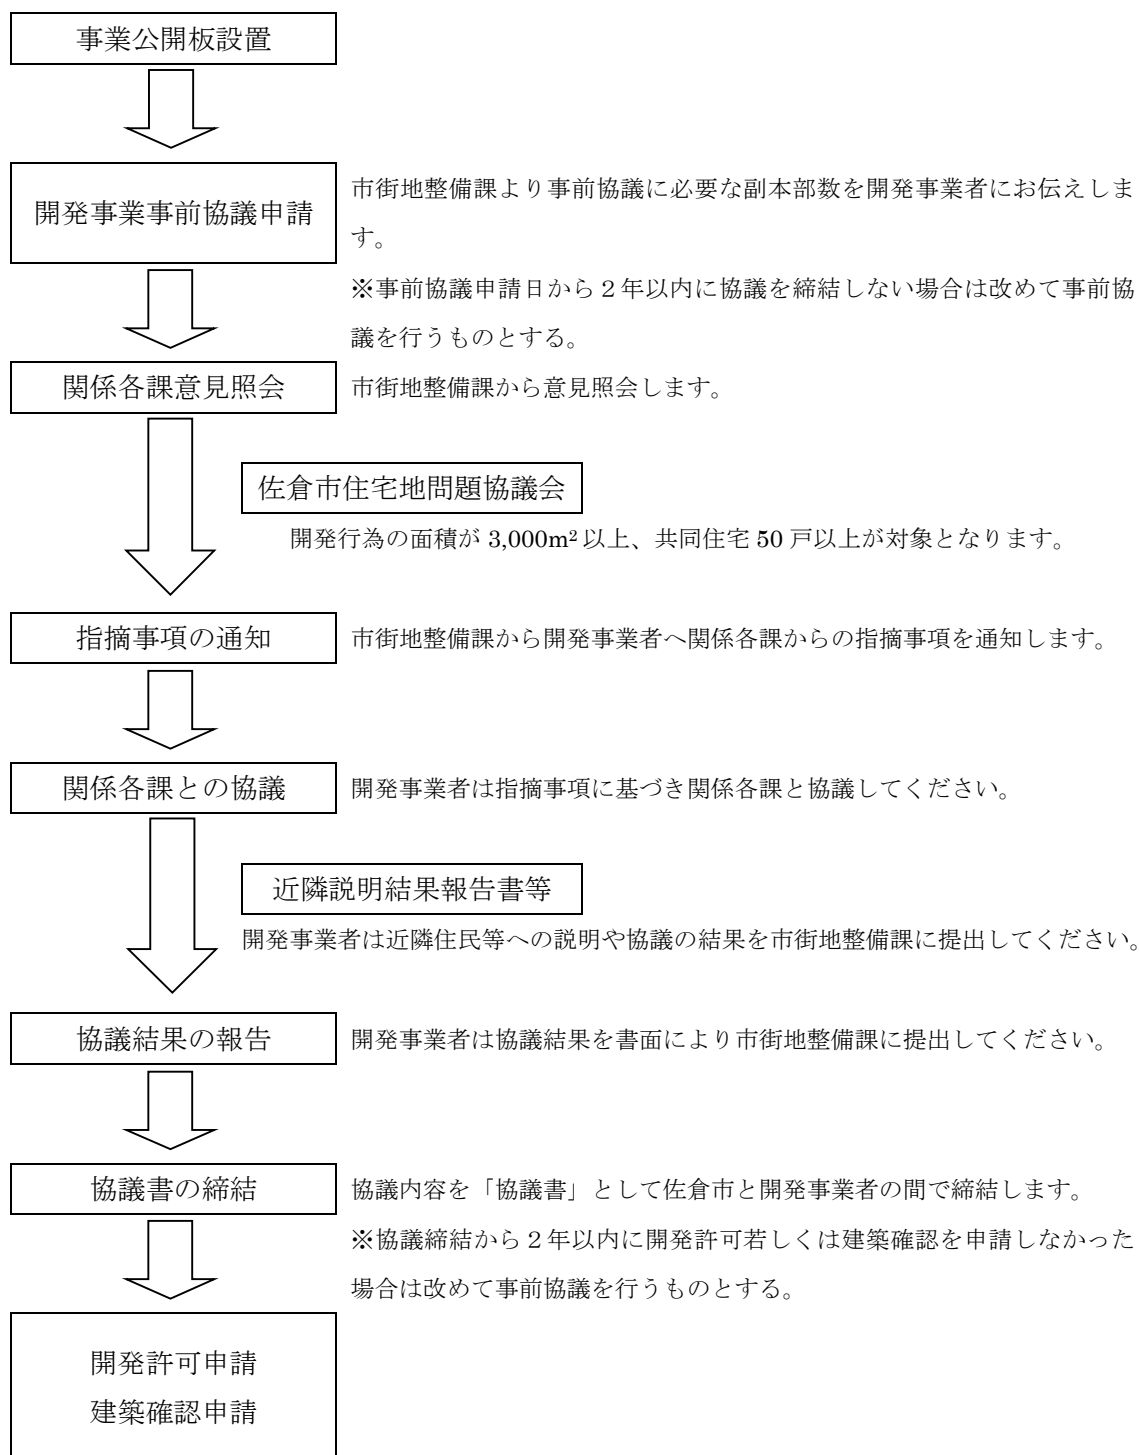 事業公開板設置
開発事業事前協議申請
市街地整備課より事前協議に必要な副本部数を開発事業者にお伝えしま
す。
※事前協議申請日から２年以内に協議を締結しない場合は改めて事前協
議を行うものとする。
関係各課意見照会
市街地整備課から意見照会します。
佐倉市住宅地問題協議会
開発行為の面積が 3,000m²以上、共同住宅 50 戸以上が対象となります。
指摘事項の通知
市街地整備課から開発事業者へ関係各課からの指摘事項を通知します。
関係各課との協議
開発事業者は指摘事項に基づき関係各課と協議してください。
近隣説明結果報告書等
開発事業者は近隣住民等への説明や協議の結果を市街地整備課に提出してください。
協議結果の報告
開発事業者は協議結果を書面により市街地整備課に提出してください。
協議書の締結
協議内容を「協議書」として佐倉市と開発事業者の間で締結します。
※協議締結から２年以内に開発許可若しくは建築確認を申請しなかった
場合は改めて事前協議を行うものとする。
開発許可申請
建築確認申請